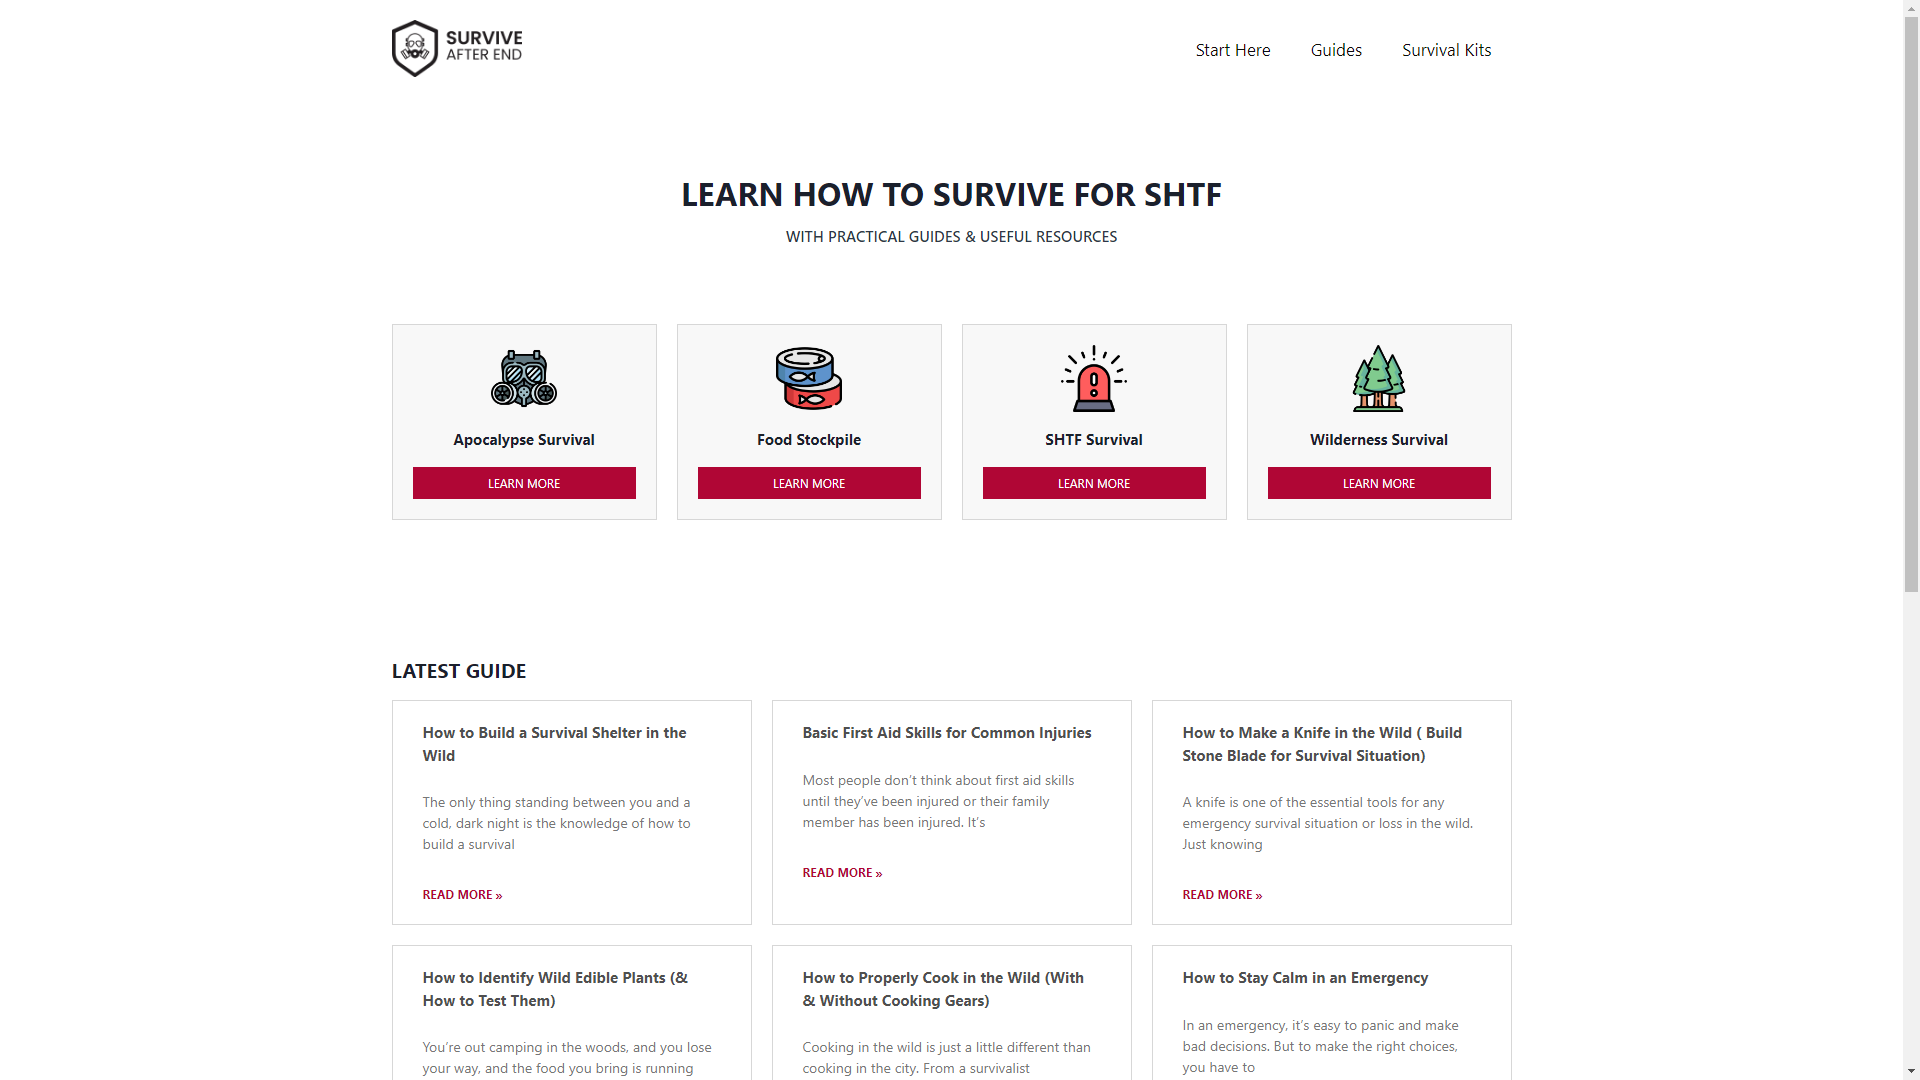 SURVIVE
AFTER END
Start Here
Guides
Survival Kits
LEARN HOW TO SURVIVE FOR SHTF
WITH PRACTICAL GUIDES & USEFUL RESOURCES
Apocalypse Survival
LEARN MORE
Food Stockpile
LEARN MORE
SHTF Survival
LEARN MORE
Wilderness Survival
LEARN MORE
LATEST GUIDE
How to Build a Survival Shelter in the
Wild
The only thing standing between you and a
cold, dark night is the knowledge of how to
build a survival
READ MORE »
Basic First Aid Skills for Common Injuries
Most people don’t think about first aid skills
until they’ve been injured or their family
member has been injured. It’s
READ MORE »
How to Make a Knife in the Wild ( Build
Stone Blade for Survival Situation)
A knife is one of the essential tools for any
emergency survival situation or loss in the wild.
Just knowing
READ MORE »
How to Identify Wild Edible Plants (&
How to Test Them)
You’re out camping in the woods, and you lose
your way, and the food you bring is running
How to Properly Cook in the Wild (With
& Without Cooking Gears)
Cooking in the wild is just a little different than
cooking in the city. From a survivalist
How to Stay Calm in an Emergency
In an emergency, it’s easy to panic and make
bad decisions. But to make the right choices,
you have to